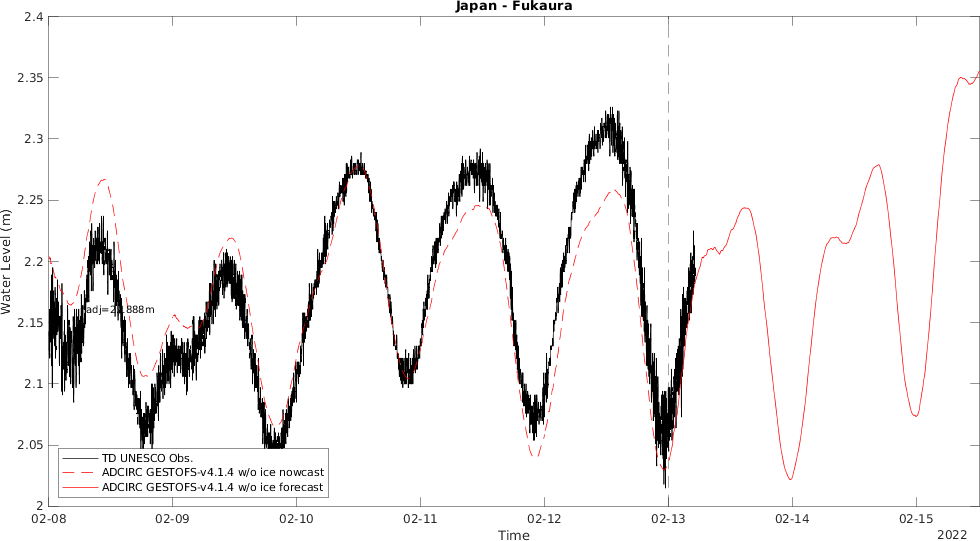 Japan - Fukaura
2.4
2.35
2.3
2.25
2.2
2.15
2.1
2.05
2
Water Level (m)
TD UNESCO Obs.
ADCIRC GESTOFS-v4.1.4 w/o ice nowcast
ADCIRC GESTOFS-v4.1.4 w/o ice forecast
02-08 02-09 02-10 02-11 02-12 02-13 02-14 02-15
Time
2022